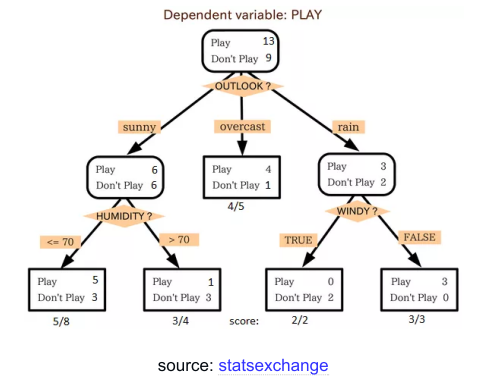 Dependent variable: PLAY
Play 13
Don't Play 9
OUTLOOK ?
sunny overcast rain
Play 6
Don't Play 6
Play 4
Don't Play 1
Play 3
Don't Play 2
4/5
HUMIDITY ?
WINDY ?
<= 70 > 70 TRUE FALSE
Play 5
Don't Play 3
Play 1
Don't Play 3
Play 0
Don't Play 2
Play 3
Don't Play 0
5/8 3/4 score: 2/2 3/3
source: statsexchange